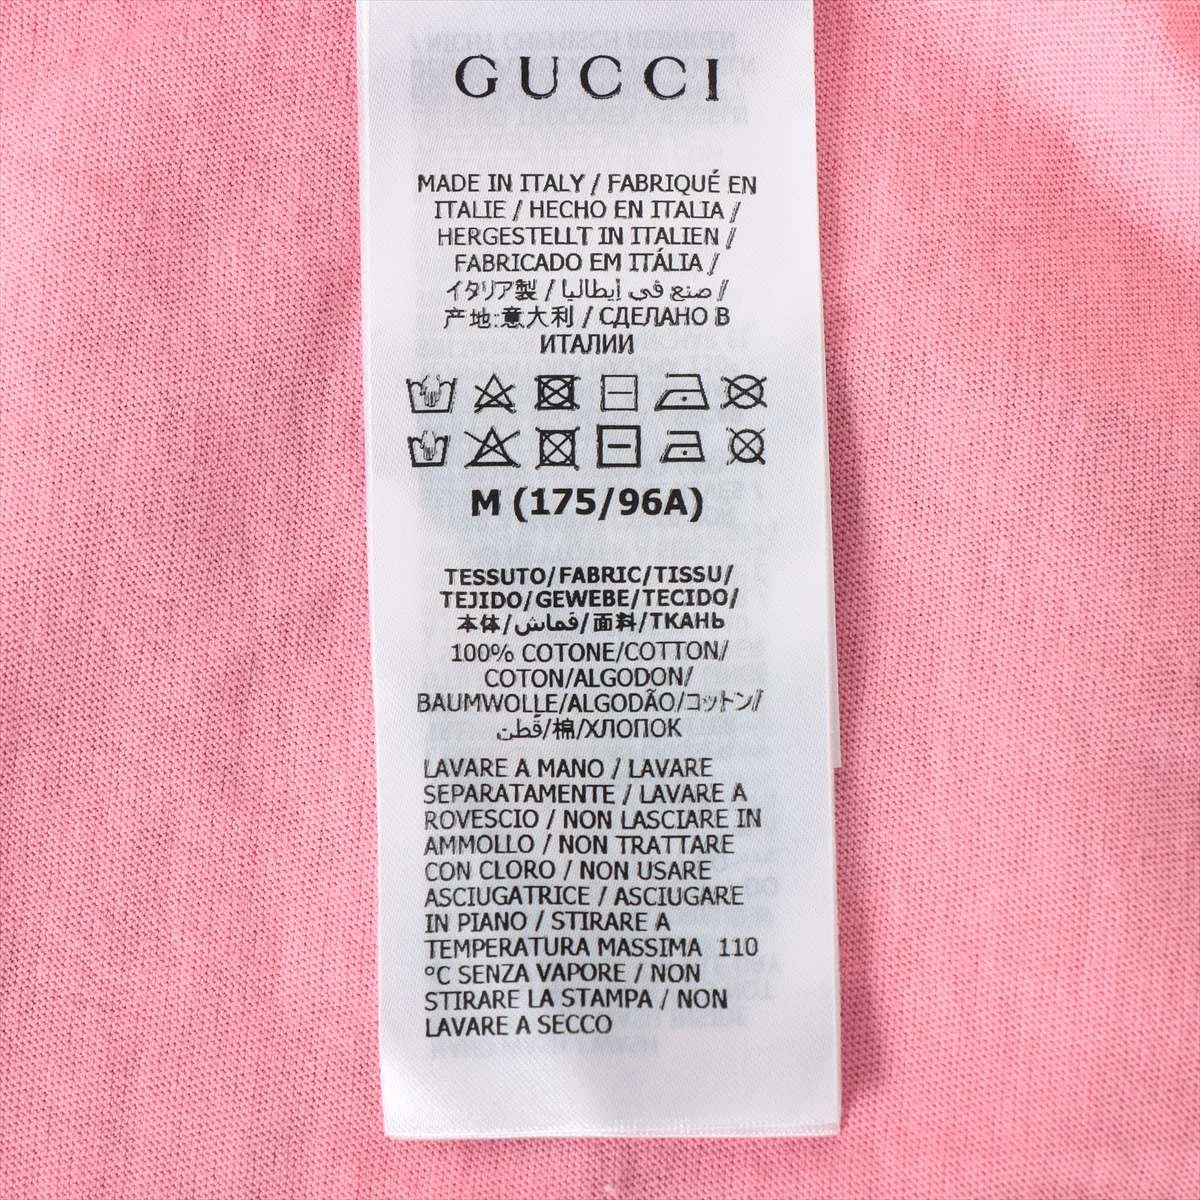 GUCCI
MADE IN ITALY / FABRIQUÉ EN
ITALIE / HECHO EN ITALIA /
HERGESTELLT IN ITALIEN /
FABRICADO EM ITÁLIA /
イタリア製 / صنع في إيطاليا /
产地:意大利 / СДЕЛАНО В
ИТАЛИИ
M (175/96A)
TESSUTO/FABRIC/TISSU/
TEJIDO/GEWEBE/TECIDO/
本体/قماش/面料/ТКАНЬ
100% COTONE/COTTON/
COTON/ALGODON/
BAUMWOLLE/ALGODÃO/コットン/
قُطن/棉/ХЛОПОК
LAVARE A MANO / LAVARE
SEPARATAMENTE / LAVARE A
ROVESCIO / NON LASCIARE IN
AMMOLLO / NON TRATTARE
CON CLORO / NON USARE
ASCIUGATRICE / ASCIUGARE
IN PIANO / STIRARE A
TEMPERATURA MASSIMA 110
°C SENZA VAPORE / NON
STIRARE LA STAMPA / NON
LAVARE A SECCO